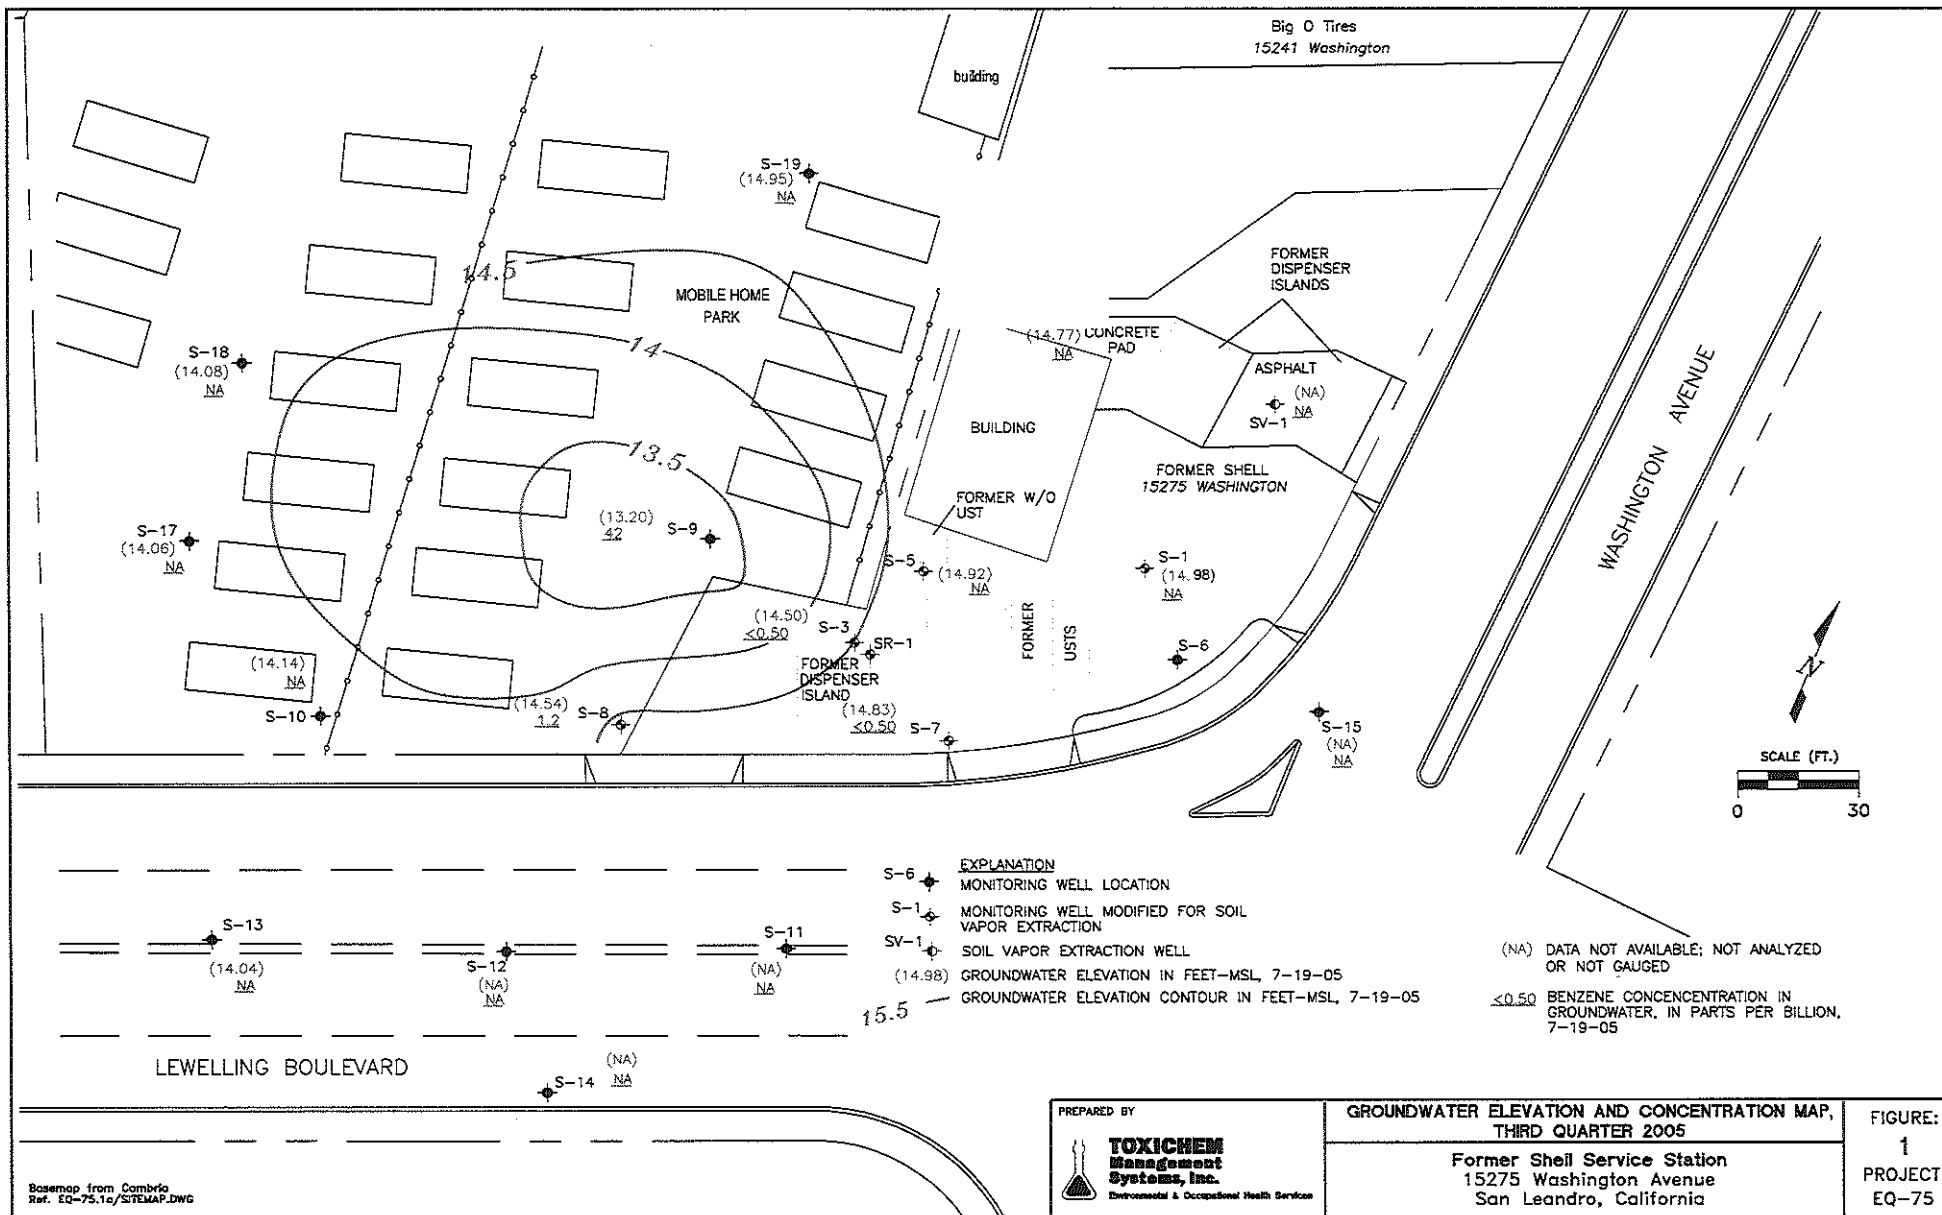 Big O Tires
15241 Washington
building
S-19
(14.95)
NA
FORMER
DISPENSER
ISLANDS
14.5
MOBILE HOME
PARK
14
(14.77)
NA
CONCRETE
PAD
S-18
(14.08)
NA
ASPHALT
(NA)
NA
SV-1
BUILDING
13.5
FORMER SHELL
15275 WASHINGTON
WASHINGTON AVENUE
FORMER W/O
UST
(13.20)
42
S-9
S-17
(14.06)
NA
S-5
(14.92)
NA
S-1
(14.98)
NA
(14.50)
<0.50
S-3
SR-1
FORMER
USTS
S-6
FORMER
DISPENSER
ISLAND
(14.14)
NA
S-10
(14.54)
1.2
S-8
(14.83)
<0.50
S-7
S-15
(NA)
NA
N
SCALE (FT.)
0 30
S-13
(14.04)
NA
S-12
(NA)
NA
S-11
(NA)
NA
LEWELLING BOULEVARD
S-14
(NA)
NA
EXPLANATION
S-6 MONITORING WELL LOCATION
S-1 MONITORING WELL MODIFIED FOR SOIL
VAPOR EXTRACTION
SV-1 SOIL VAPOR EXTRACTION WELL
(14.98) GROUNDWATER ELEVATION IN FEET-MSL, 7-19-05
15.5 GROUNDWATER ELEVATION CONTOUR IN FEET-MSL, 7-19-05
(NA) DATA NOT AVAILABLE; NOT ANALYZED
OR NOT GAUGED
<0.50 BENZENE CONCENCENTRATION IN
GROUNDWATER, IN PARTS PER BILLION,
7-19-05
Basemap from Cambria
Ref. EQ-75.1a/SITEMAP.DWG
PREPARED BY
TOXICHEM
Management
Systems, Inc.
Environmental & Occupational Health Services
GROUNDWATER ELEVATION AND CONCENTRATION MAP,
THIRD QUARTER 2005
Former Shell Service Station
15275 Washington Avenue
San Leandro, California
FIGURE:
1
PROJECT
EQ-75